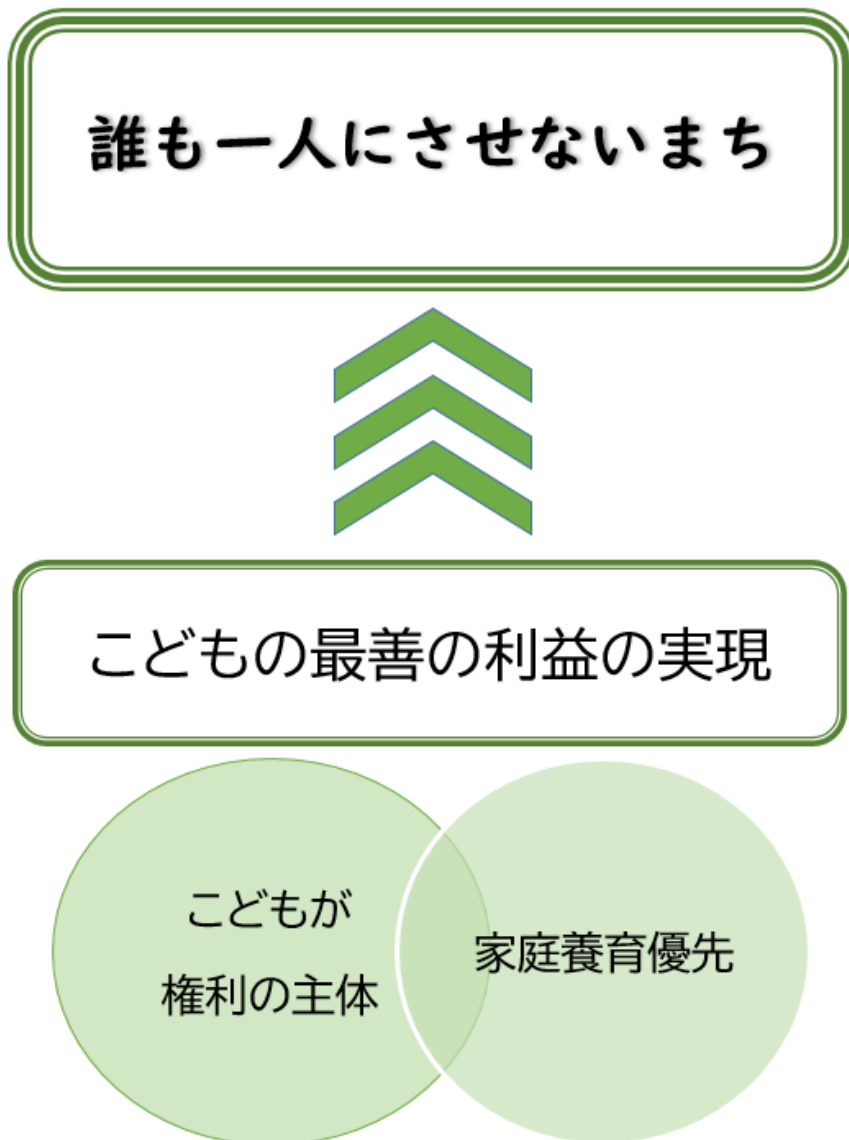 誰も一人にさせないまち
こどもの最善の利益の実現
こどもが
権利の主体
家庭養育優先